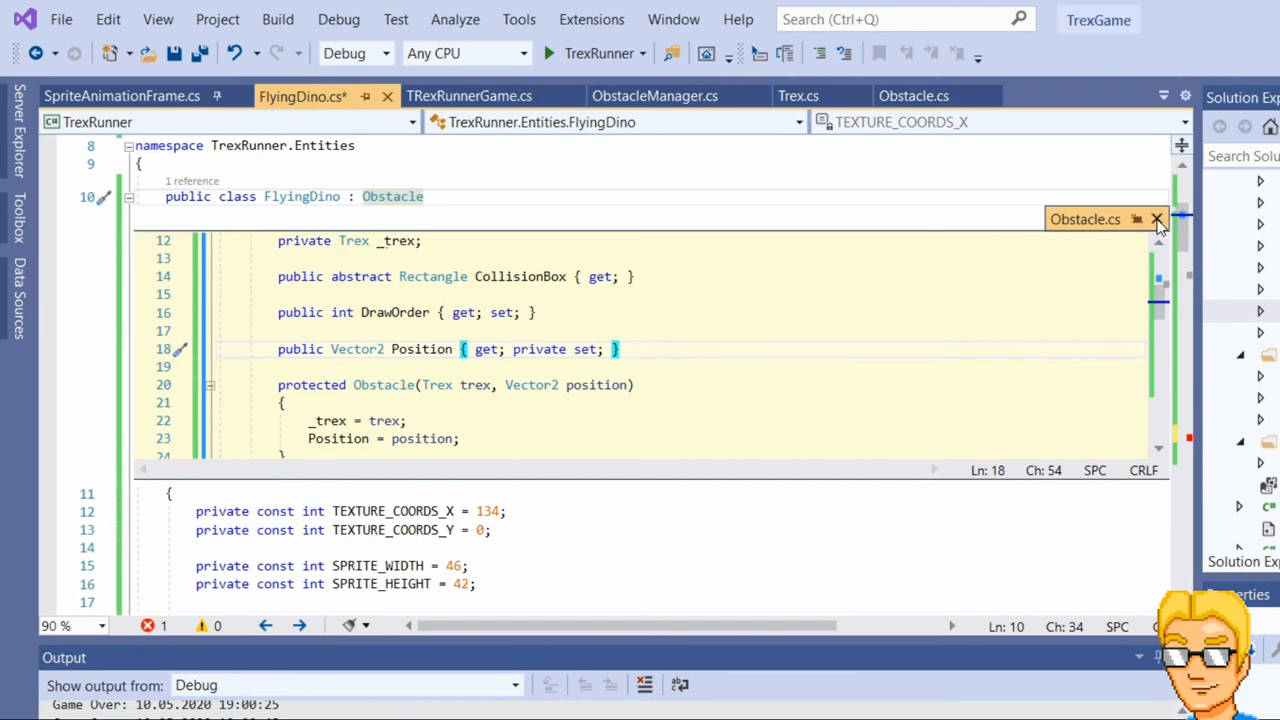 File Edit View Project Build Debug Test Analyze Tools Extensions Window Help Search (Ctrl+Q) TrexGame
Debug Any CPU TrexRunner
Server Explorer
Toolbox
Data Sources
SpriteAnimationFrame.cs FlyingDino.cs* TRexRunnerGame.cs ObstacleManager.cs Trex.cs Obstacle.cs
Solution Exp
TrexRunner TrexRunner.Entities.FlyingDino TEXTURE_COORDS_X
Search Solu
8 namespace TrexRunner.Entities
9 {
1 reference
10 public class FlyingDino : Obstacle
Obstacle.cs
12 private Trex _trex;
13
14 public abstract Rectangle CollisionBox { get; }
15
16 public int DrawOrder { get; set; }
17
18 public Vector2 Position { get; private set; }
19
20 protected Obstacle(Trex trex, Vector2 position)
21 {
22 _trex = trex;
23 Position = position;
24 }
Ln: 18 Ch: 54 SPC CRLF
11 {
12 private const int TEXTURE_COORDS_X = 134;
13 private const int TEXTURE_COORDS_Y = 0;
14
15 private const int SPRITE_WIDTH = 46;
16 private const int SPRITE_HEIGHT = 42;
17
C#
Solution Exp
Properties
90 % 1 0 Ln: 10 Ch: 34 SPC
Output
Show output from: Debug
Game Over: 10.05.2020 19:00:25